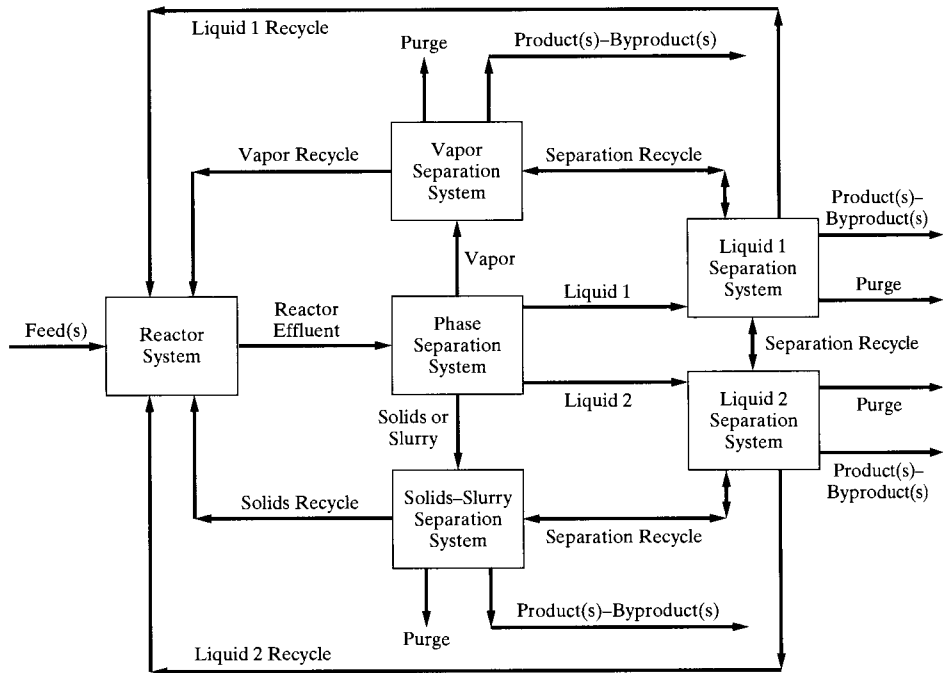 Liquid 1 Recycle
Purge
Product(s)–Byproduct(s)
Vapor Recycle
Vapor
Separation
System
Separation Recycle
Product(s)–
Byproduct(s)
Vapor
Liquid 1
Liquid 1
Separation
System
Purge
Feed(s)
Reactor
System
Reactor
Effluent
Phase
Separation
System
Separation Recycle
Liquid 2
Liquid 2
Separation
System
Purge
Solids or
Slurry
Product(s)–
Byproduct(s)
Solids Recycle
Solids–Slurry
Separation
System
Separation Recycle
Purge
Product(s)–Byproduct(s)
Liquid 2 Recycle